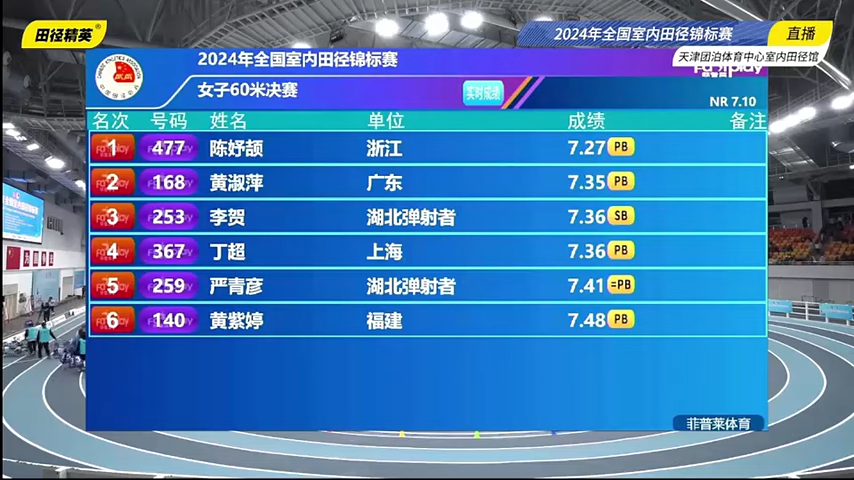 田径精英®
2024年全国室内田径锦标赛
直播
天津团泊体育中心室内田径馆
2024年全国室内田径锦标赛
女子60米决赛
实时成绩
NR 7.10
名次 号码 姓名 单位 成绩 备注
1 477 陈妤颉 浙江 7.27 PB
2 168 黄淑萍 广东 7.35 PB
3 253 李贺 湖北弹射者 7.36 SB
4 367 丁超 上海 7.36 PB
5 259 严青彦 湖北弹射者 7.41 =PB
6 140 黄紫婷 福建 7.48 PB
菲普莱体育